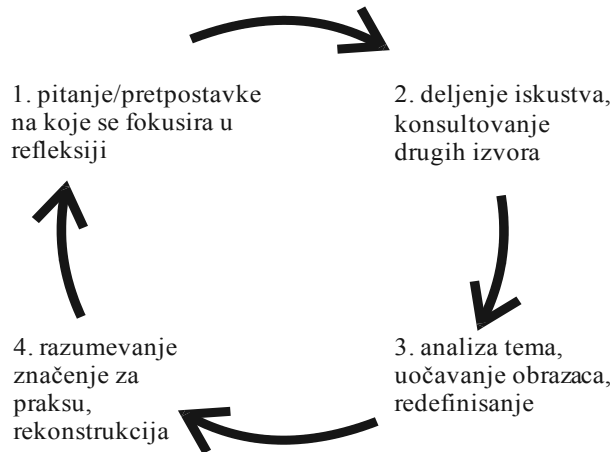 1. pitanje/pretpostavke
na koje se fokusira u
refleksiji
2. deljenje iskustva,
konsultovanje
drugih izvora
3. analiza tema,
uočavanje obrazaca,
redefinisanje
4. razumevanje
značenje za
praksu,
rekonstrukcija